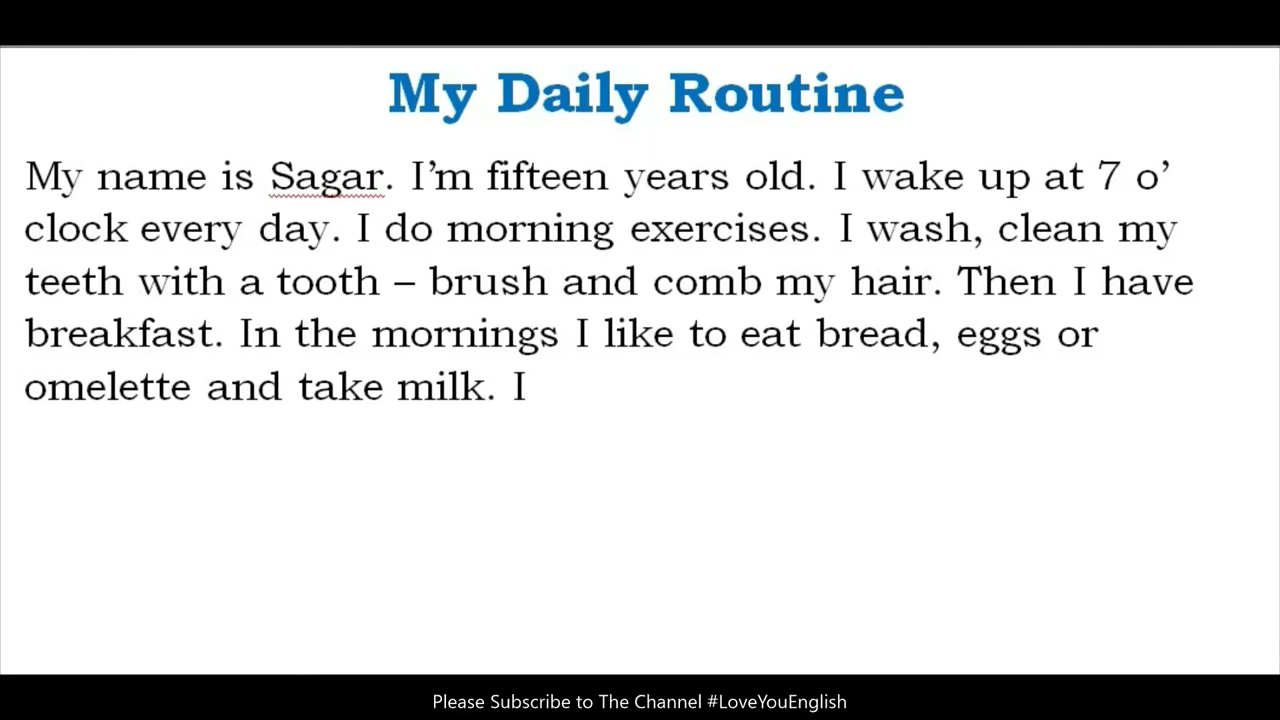 My Daily Routine
My name is Sagar. I’m fifteen years old. I wake up at 7 o’
clock every day. I do morning exercises. I wash, clean my
teeth with a tooth – brush and comb my hair. Then I have
breakfast. In the mornings I like to eat bread, eggs or
omelette and take milk. I
Please Subscribe to The Channel #LoveYouEnglish